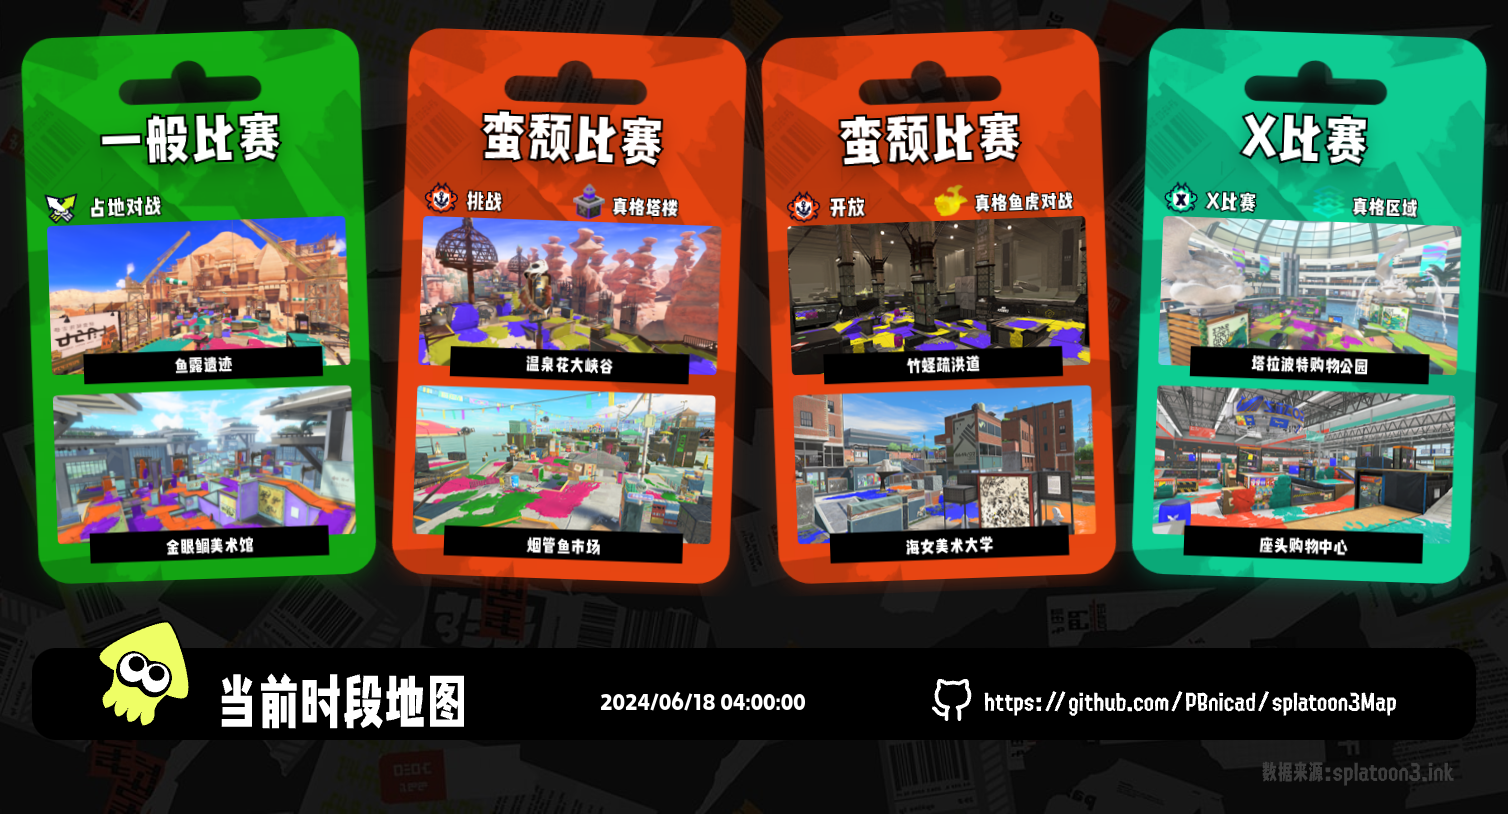 一般比赛
占地对战
鱼露遗迹
金眼鲷美术馆
蛮颓比赛
挑战
真格塔楼
温泉花大峡谷
烟管鱼市场
蛮颓比赛
开放
真格鱼虎对战
竹蛏疏洪道
海女美术大学
X比赛
X比赛
真格区域
塔拉波特购物公园
座头购物中心
当前时段地图
2024/06/18 04:00:00
https://github.com/PBnicad/splatoon3Map
数据来源:splatoon3.ink